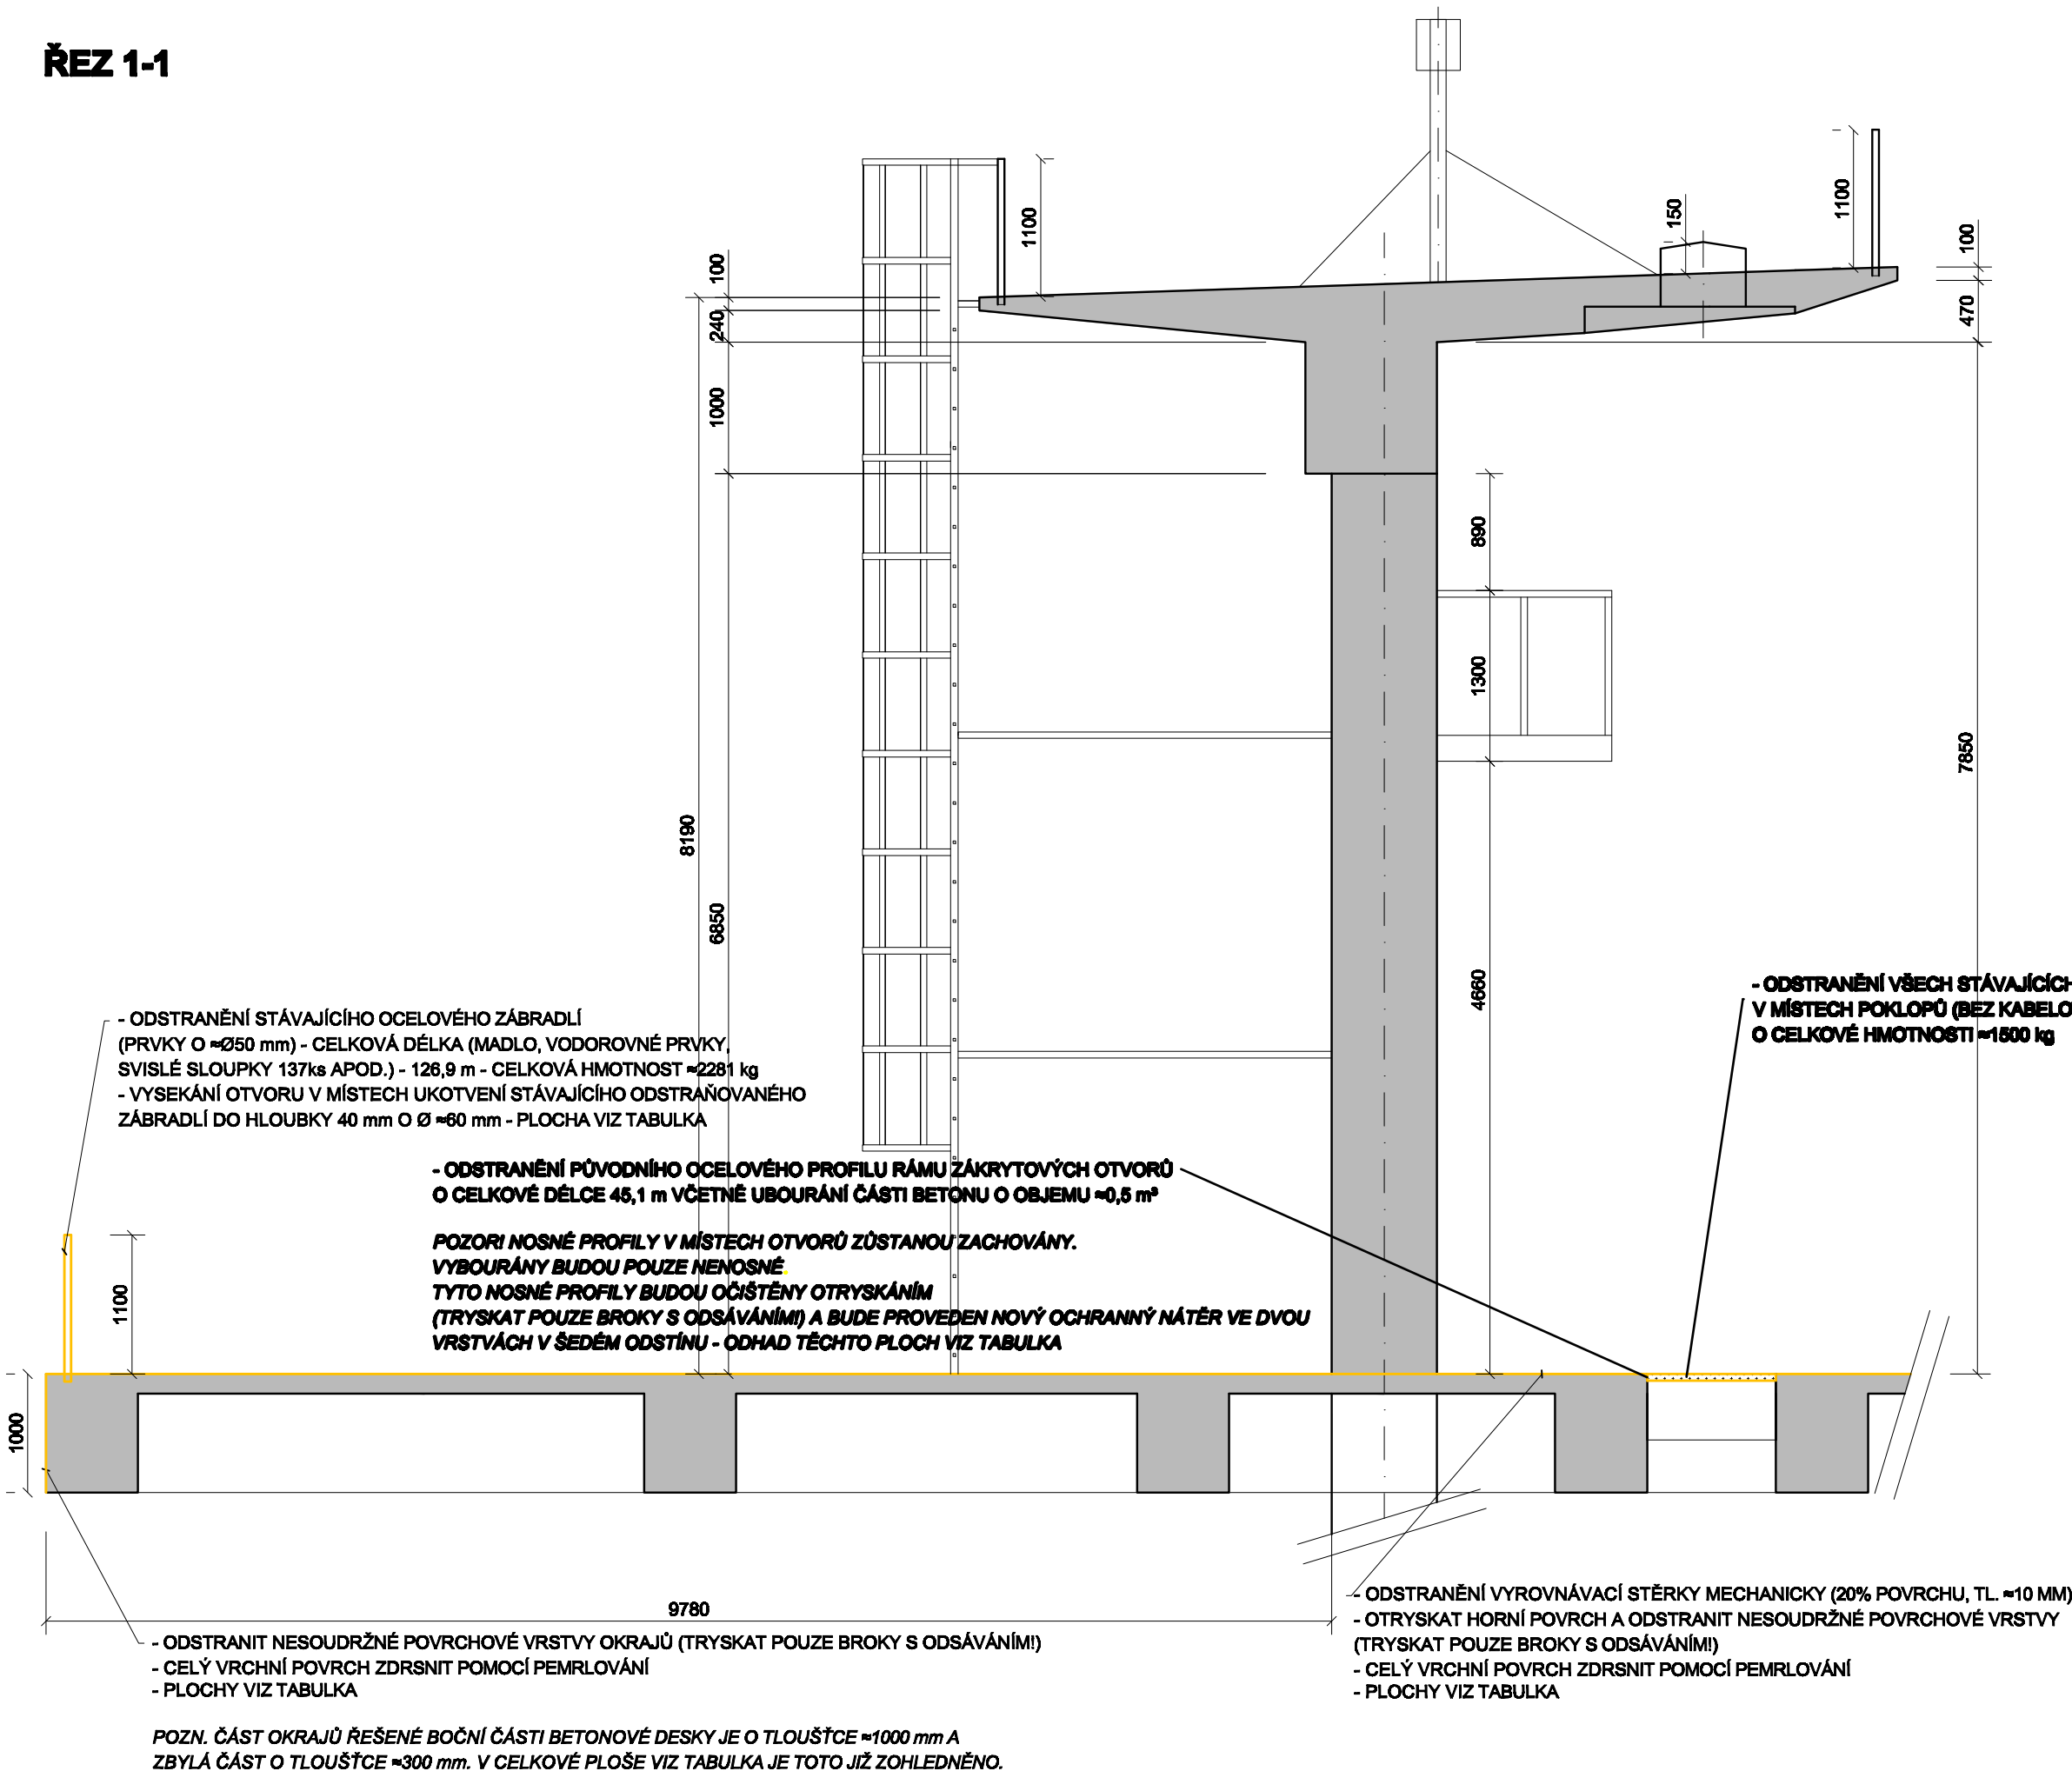 ŘEZ 1-1
1100
1100
150
100
100
470
240
1000
890
1300
7850
8190
6850
4660
- ODSTRANĚNÍ VŠECH STÁVAJÍCÍCH
V MÍSTECH POKLOPŮ (BEZ
O CELKOVÉ HMOTNOSTI ≈1500 kg
- ODSTRANĚNÍ STÁVAJÍCÍHO OCELOVÉHO ZÁBRADLÍ
(PRVKY O ≈Ø50 mm) - CELKOVÁ DÉLKA (MADLO, VODOROVNÉ PRVKY,
SVISLÉ SLOUPKY 137ks APOD.) - 126,9 m - CELKOVÁ HMOTNOST ≈2281 kg
- VYSEKÁNÍ OTVORU V MÍSTECH UKOTVENÍ STÁVAJÍCÍHO ODSTRAŇOVANÉHO
ZÁBRADLÍ DO HLOUBKY 40 mm O Ø ≈60 mm - PLOCHA VIZ TABULKA
- ODSTRANĚNÍ PŮVODNÍHO OCELOVÉHO PROFILU RÁMU ZÁKRYTOVÝCH OTVORŮ
O CELKOVÉ DÉLCE 45,1 m VČETNĚ UBOURÁNÍ ČÁSTI BETONU O OBJEMU ≈0,5 m³
POZOR! NOSNÉ PROFILY V MÍSTECH OTVORŮ ZŮSTANOU ZACHOVÁNY.
VYBOURÁNY BUDOU POUZE NENOSNÉ.
TYTO NOSNÉ PROFILY BUDOU OČIŠTĚNY OTRYSKÁNÍM
(TRYSKAT POUZE BROKY S ODSÁVÁNÍM!) A BUDE PROVEDEN NOVÝ OCHRANNÝ NÁTĚR VE DVOU
VRSTVÁCH V ŠEDÉM ODSTÍNU - ODHAD TĚCHTO PLOCH VIZ TABULKA
1100
1000
9780
- ODSTRANIT NESOUDRŽNÉ POVRCHOVÉ VRSTVY OKRAJŮ (TRYSKAT POUZE BROKY S ODSÁVÁNÍM!)
- CELÝ VRCHNÍ POVRCH ZDRSNIT POMOCÍ PEMRLOVÁNÍ
- PLOCHY VIZ TABULKA
POZN. ČÁST OKRAJŮ ŘEŠENÉ BOČNÍ ČÁSTI BETONOVÉ DESKY JE O TLOUŠŤCE ≈1000 mm A
ZBYLÁ ČÁST O TLOUŠŤCE ≈300 mm. V CELKOVÉ PLOŠE VIZ TABULKA JE TOTO JIŽ ZOHLEDNĚNO.
- ODSTRANĚNÍ VYROVNÁVACÍ STĚRKY MECHANICKY (20% POVRCHU, TL. ≈10 MM)
- OTRYSKAT HORNÍ POVRCH A ODSTRANIT NESOUDRŽNÉ POVRCHOVÉ VRSTVY
(TRYSKAT POUZE BROKY S ODSÁVÁNÍM!)
- CELÝ VRCHNÍ POVRCH ZDRSNIT POMOCÍ PEMRLOVÁNÍ
- PLOCHY VIZ TABULKA